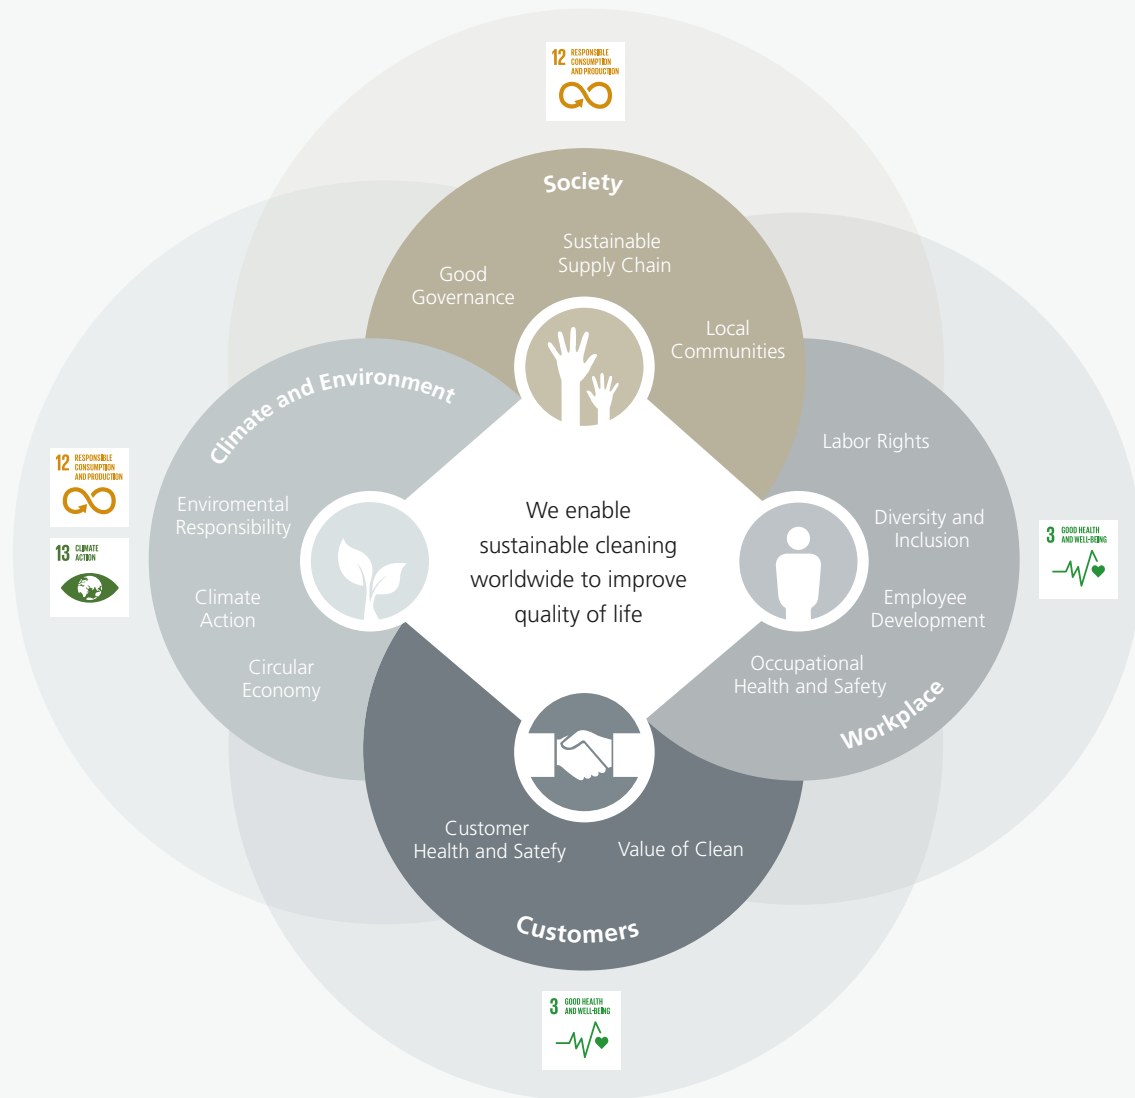 12 RESPONSIBLE
CONSUMPTION
AND PRODUCTION
Society
Sustainable
Supply Chain
Good
Governance
Local
Communities
Climate and Environment
Enviromental
Responsibility
Climate
Action
Circular
Economy
12 RESPONSIBLE
CONSUMPTION
AND PRODUCTION
13 CLIMATE
ACTION
We enable
sustainable cleaning
worldwide to improve
quality of life
Labor Rights
Diversity and
Inclusion
Employee
Development
Occupational
Health and Safety
Workplace
3 GOOD HEALTH
AND WELL-BEING
Customer
Health and Satefy
Value of Clean
Customers
3 GOOD HEALTH
AND WELL-BEING